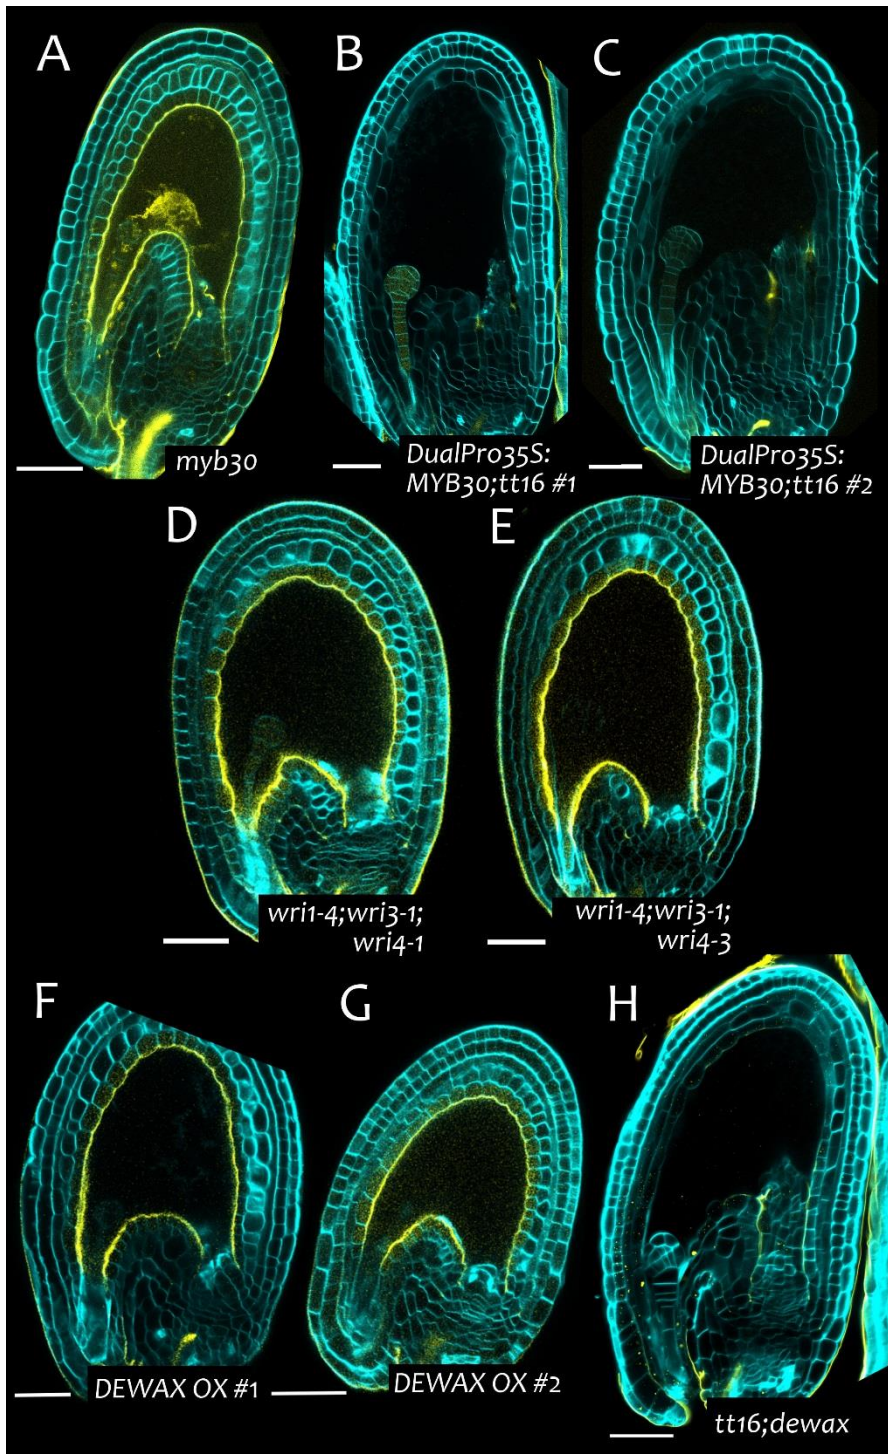 A
B
C
myb30
DualPro35S:
MYB30;tt16 #1
DualPro35S:
MYB30;tt16 #2
D
E
wri1-4;wri3-1;
wri4-1
wri1-4;wri3-1;
wri4-3
F
G
H
DEWAX OX #1
DEWAX OX #2
tt16;dewax